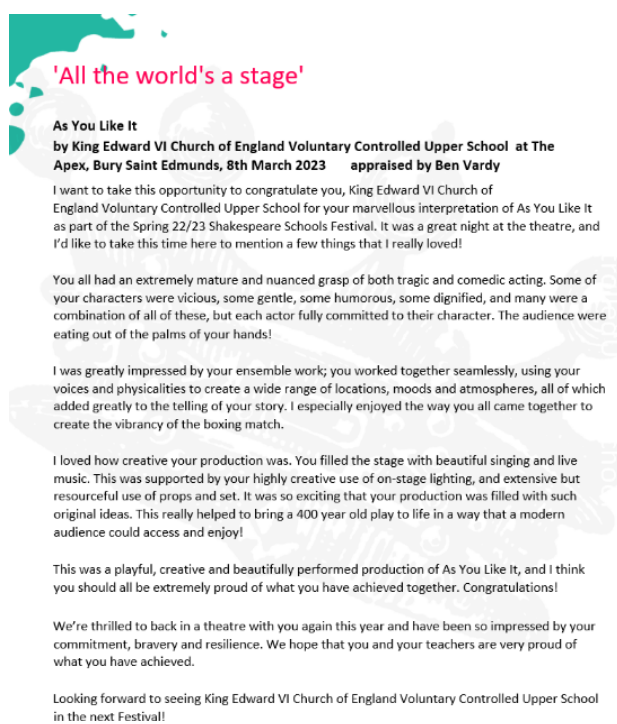 'All the world's a stage'
As You Like It
by King Edward VI Church of England Voluntary Controlled Upper School  at The
Apex, Bury Saint Edmunds, 8th March 2023      appraised by Ben Vardy
I want to take this opportunity to congratulate you, King Edward VI Church of
England Voluntary Controlled Upper School for your marvellous interpretation of As You Like It
as part of the Spring 22/23 Shakespeare Schools Festival. It was a great night at the theatre, and
I'd like to take this time here to mention a few things that I really loved!
You all had an extremely mature and nuanced grasp of both tragic and comedic acting. Some of
your characters were vicious, some gentle, some humorous, some dignified, and many were a
combination of all of these, but each actor fully committed to their character. The audience were
eating out of the palms of your hands!
I was greatly impressed by your ensemble work; you worked together seamlessly, using your
voices and physicalities to create a wide range of locations, moods and atmospheres, all of which
added greatly to the telling of your story. I especially enjoyed the way you all came together to
create the vibrancy of the boxing match.
I loved how creative your production was. You filled the stage with beautiful singing and live
music. This was supported by your highly creative use of on-stage lighting, and extensive but
resourceful use of props and set. It was so exciting that your production was filled with such
original ideas. This really helped to bring a 400 year old play to life in a way that a modern
audience could access and enjoy!
This was a playful, creative and beautifully performed production of As You Like It, and I think
you should all be extremely proud of what you have achieved together. Congratulations!
We're thrilled to back in a theatre with you again this year and have been so impressed by your
commitment, bravery and resilience. We hope that you and your teachers are very proud of
what you have achieved.
Looking forward to seeing King Edward VI Church of England Voluntary Controlled Upper School
in the next Festival!